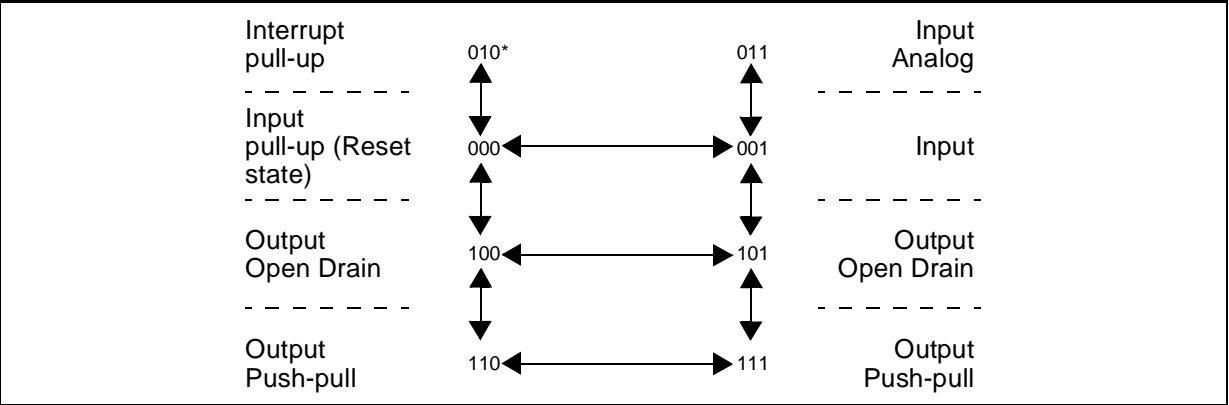 Interrupt
pull-up
010*
011
Input
Analog
Input
pull-up (Reset
state)
000
001
Input
Output
Open Drain
100
101
Output
Open Drain
Output
Push-pull
110
111
Output
Push-pull